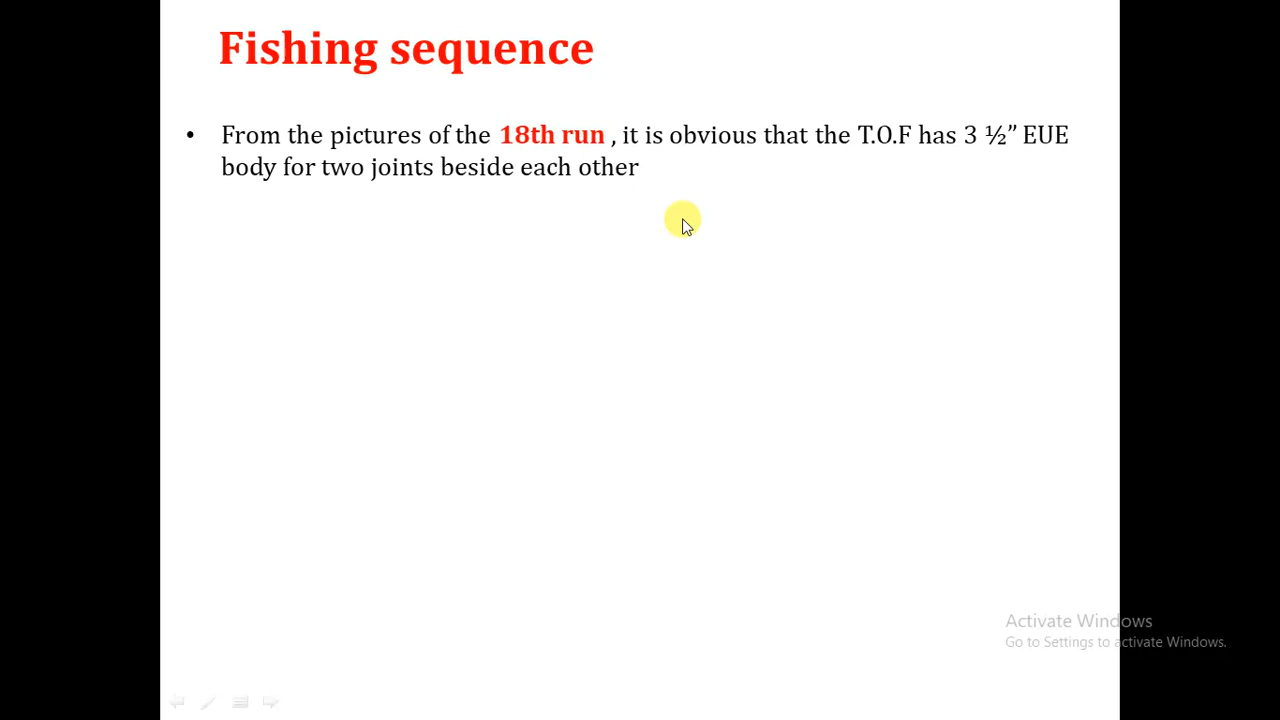 Fishing sequence
• From the pictures of the 18th run , it is obvious that the T.O.F has 3 ½” EUE
body for two joints beside each other
Activate Windows
Go to Settings to activate Windows.